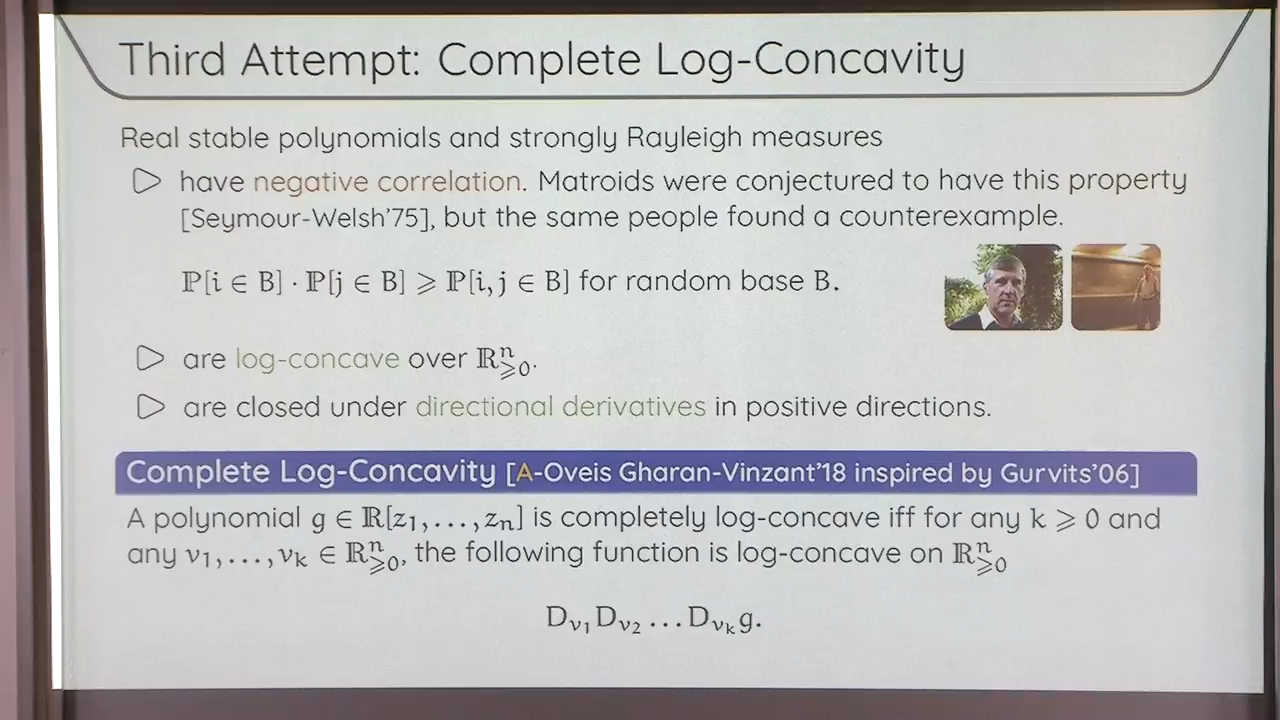 Third Attempt: Complete Log-Concavity
Real stable polynomials and strongly Rayleigh measures
▷ have negative correlation. Matroids were conjectured to have this property
[Seymour-Welsh'75], but the same people found a counterexample.
ℙ[i ∈ B] · ℙ[j ∈ B] ⩾ ℙ[i, j ∈ B] for random base B.
▷ are log-concave over ℝⁿ⩾0.
▷ are closed under directional derivatives in positive directions.
Complete Log-Concavity [A-Oveis Gharan-Vinzant'18 inspired by Gurvits'06]
A polynomial g ∈ ℝ[z₁, . . . , zₙ] is completely log-concave iff for any k ⩾ 0 and
any v₁, . . . , vₖ ∈ ℝⁿ⩾0, the following function is log-concave on ℝⁿ⩾0
D_v₁ D_v₂ . . . D_vₖ g.